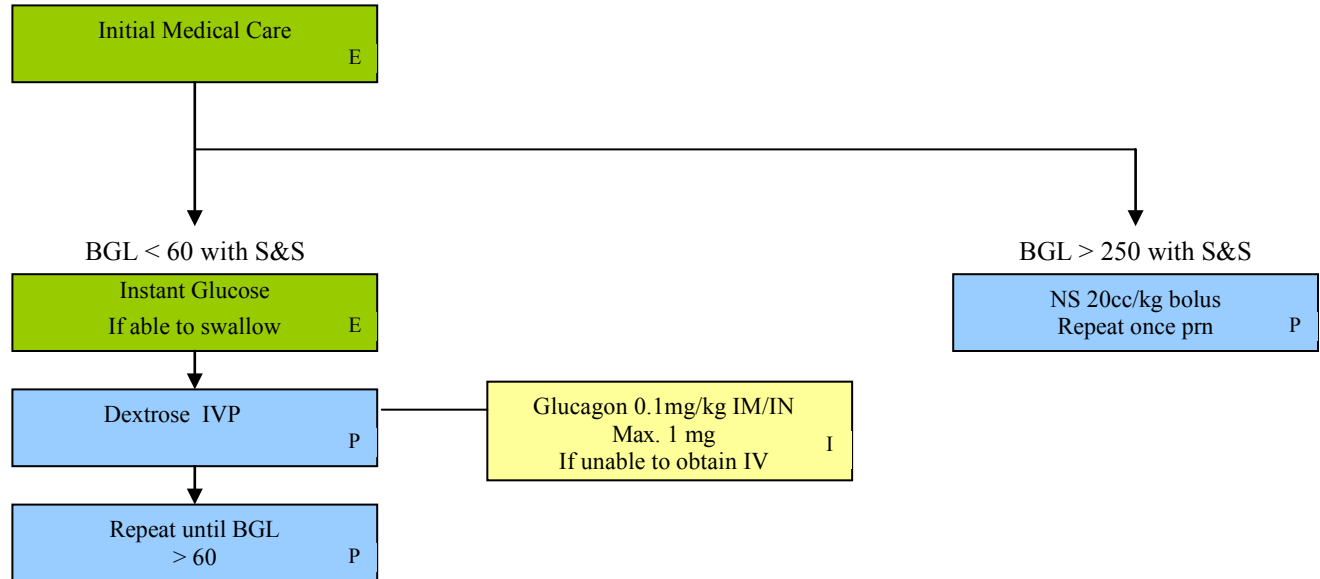 Initial Medical Care
E
BGL < 60 with S&S
Instant Glucose
If able to swallow
E
Dextrose IVP
P
Glucagon 0.1mg/kg IM/IN
Max. 1 mg
If unable to obtain IV
I
Repeat until BGL
> 60
P
BGL > 250 with S&S
NS 20cc/kg bolus
Repeat once prn
P